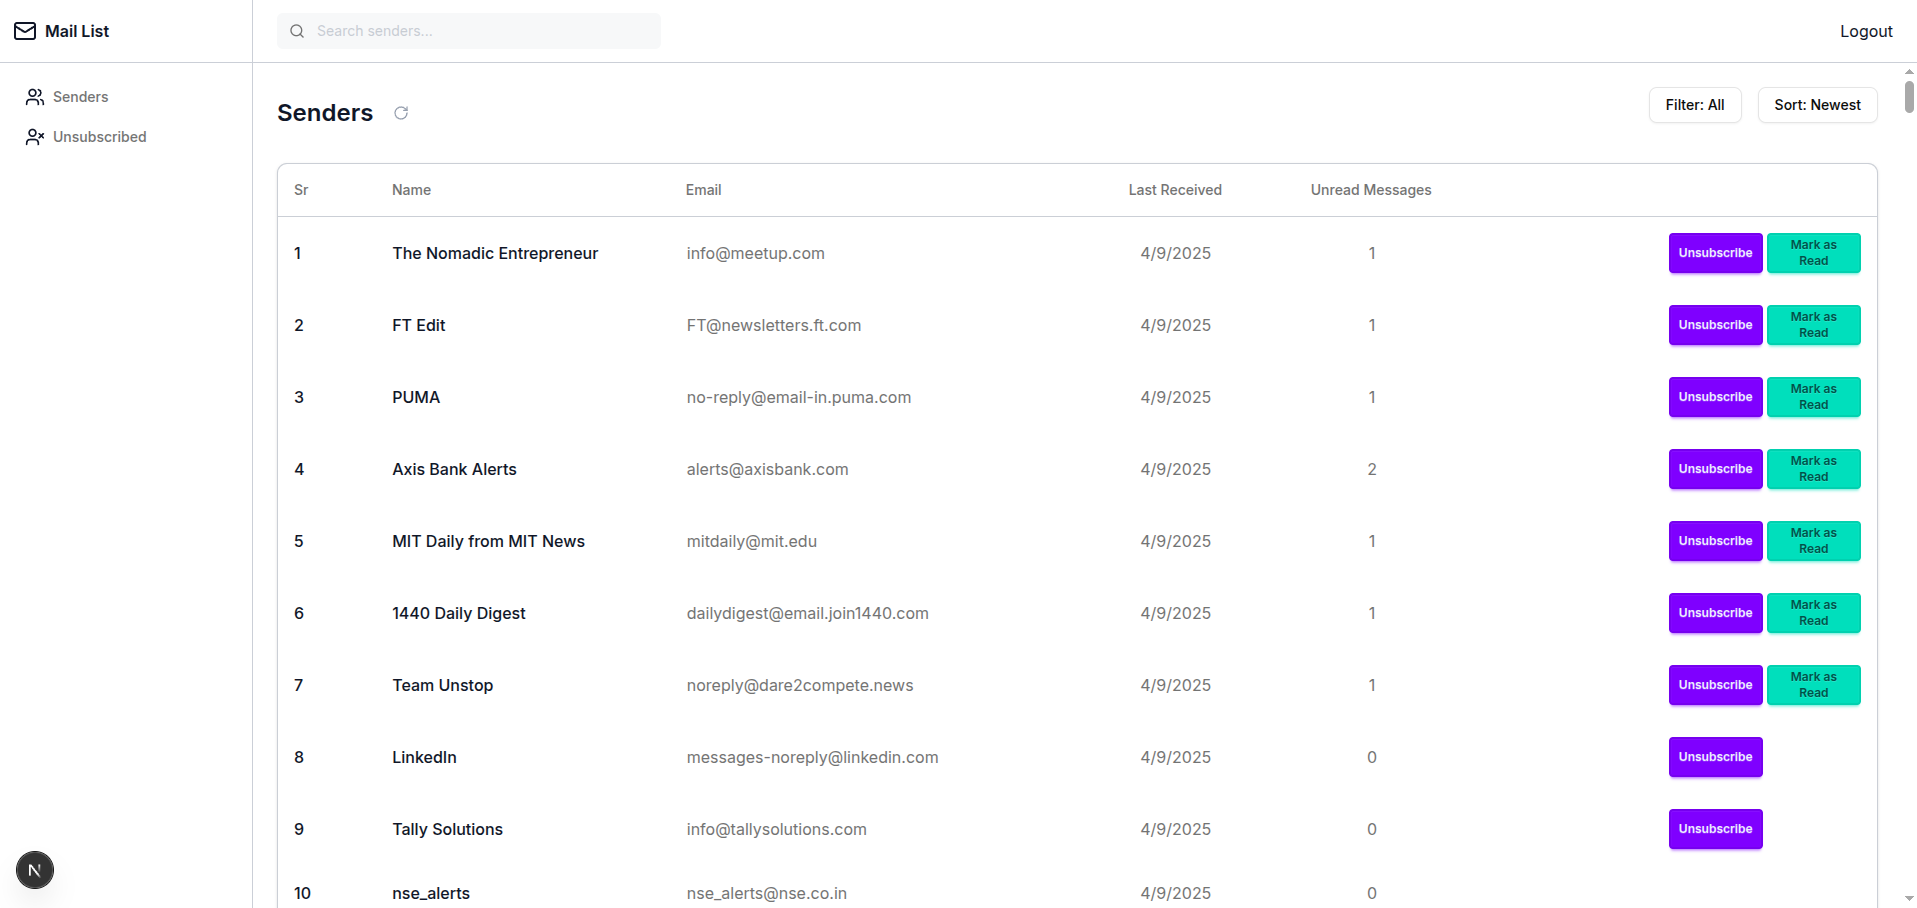 Mail List
Search senders...
Logout
Senders
Unsubscribed
Senders
Filter: All
Sort: Newest
Sr Name Email Last Received Unread Messages
1 The Nomadic Entrepreneur info@meetup.com 4/9/2025 1 Unsubscribe Mark as Read
2 FT Edit FT@newsletters.ft.com 4/9/2025 1 Unsubscribe Mark as Read
3 PUMA no-reply@email-in.puma.com 4/9/2025 1 Unsubscribe Mark as Read
4 Axis Bank Alerts alerts@axisbank.com 4/9/2025 2 Unsubscribe Mark as Read
5 MIT Daily from MIT News mitdaily@mit.edu 4/9/2025 1 Unsubscribe Mark as Read
6 1440 Daily Digest dailydigest@email.join1440.com 4/9/2025 1 Unsubscribe Mark as Read
7 Team Unstop noreply@dare2compete.news 4/9/2025 1 Unsubscribe Mark as Read
8 LinkedIn messages-noreply@linkedin.com 4/9/2025 0 Unsubscribe
9 Tally Solutions info@tallysolutions.com 4/9/2025 0 Unsubscribe
10 nse_alerts nse_alerts@nse.co.in 4/9/2025 0
N